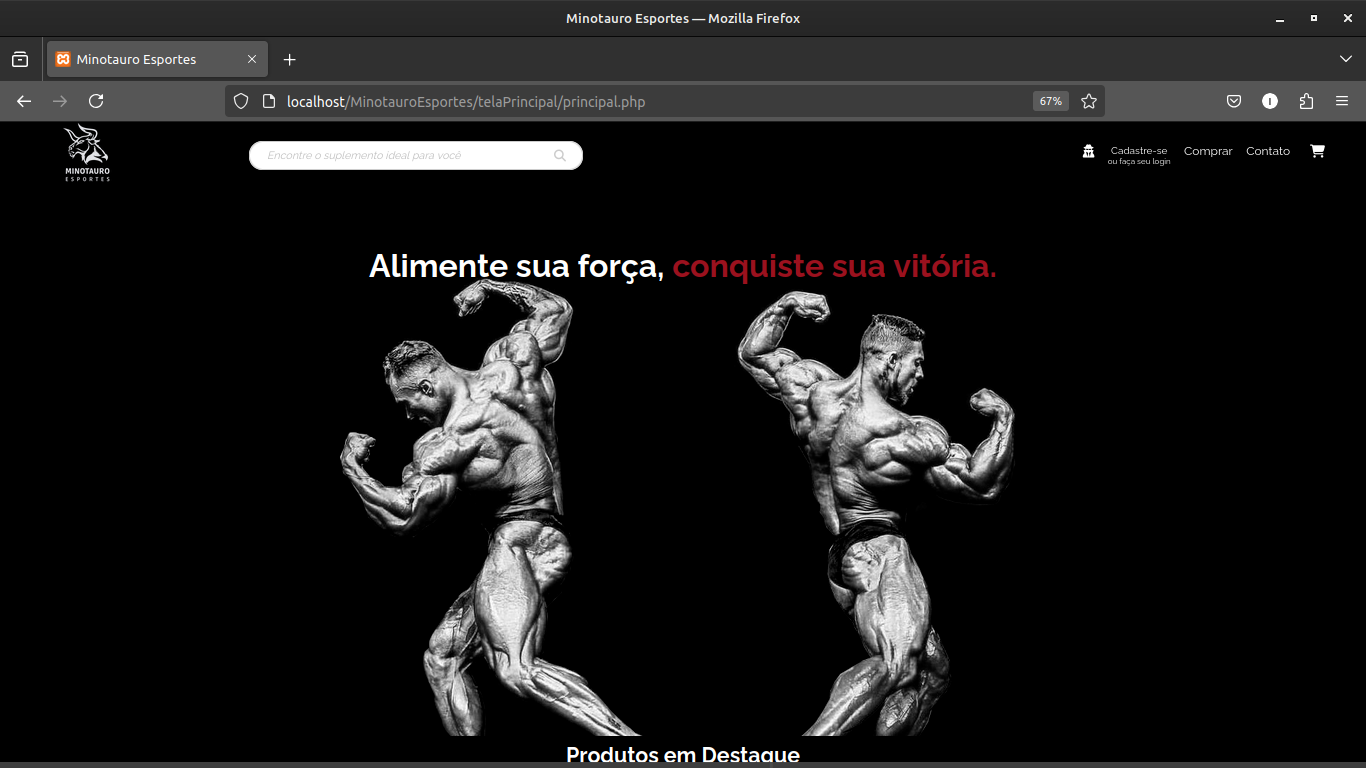 Minotauro Esportes — Mozilla Firefox
Minotauro Esportes
localhost/MinotauroEsportes/telaPrincipal/principal.php
67%
MINOTAURO
ESPORTES
Encontre o suplemento ideal para você
Cadastre-se
ou faça seu login
Comprar
Contato
Alimente sua força, conquiste sua vitória.
Produtos em Destaque